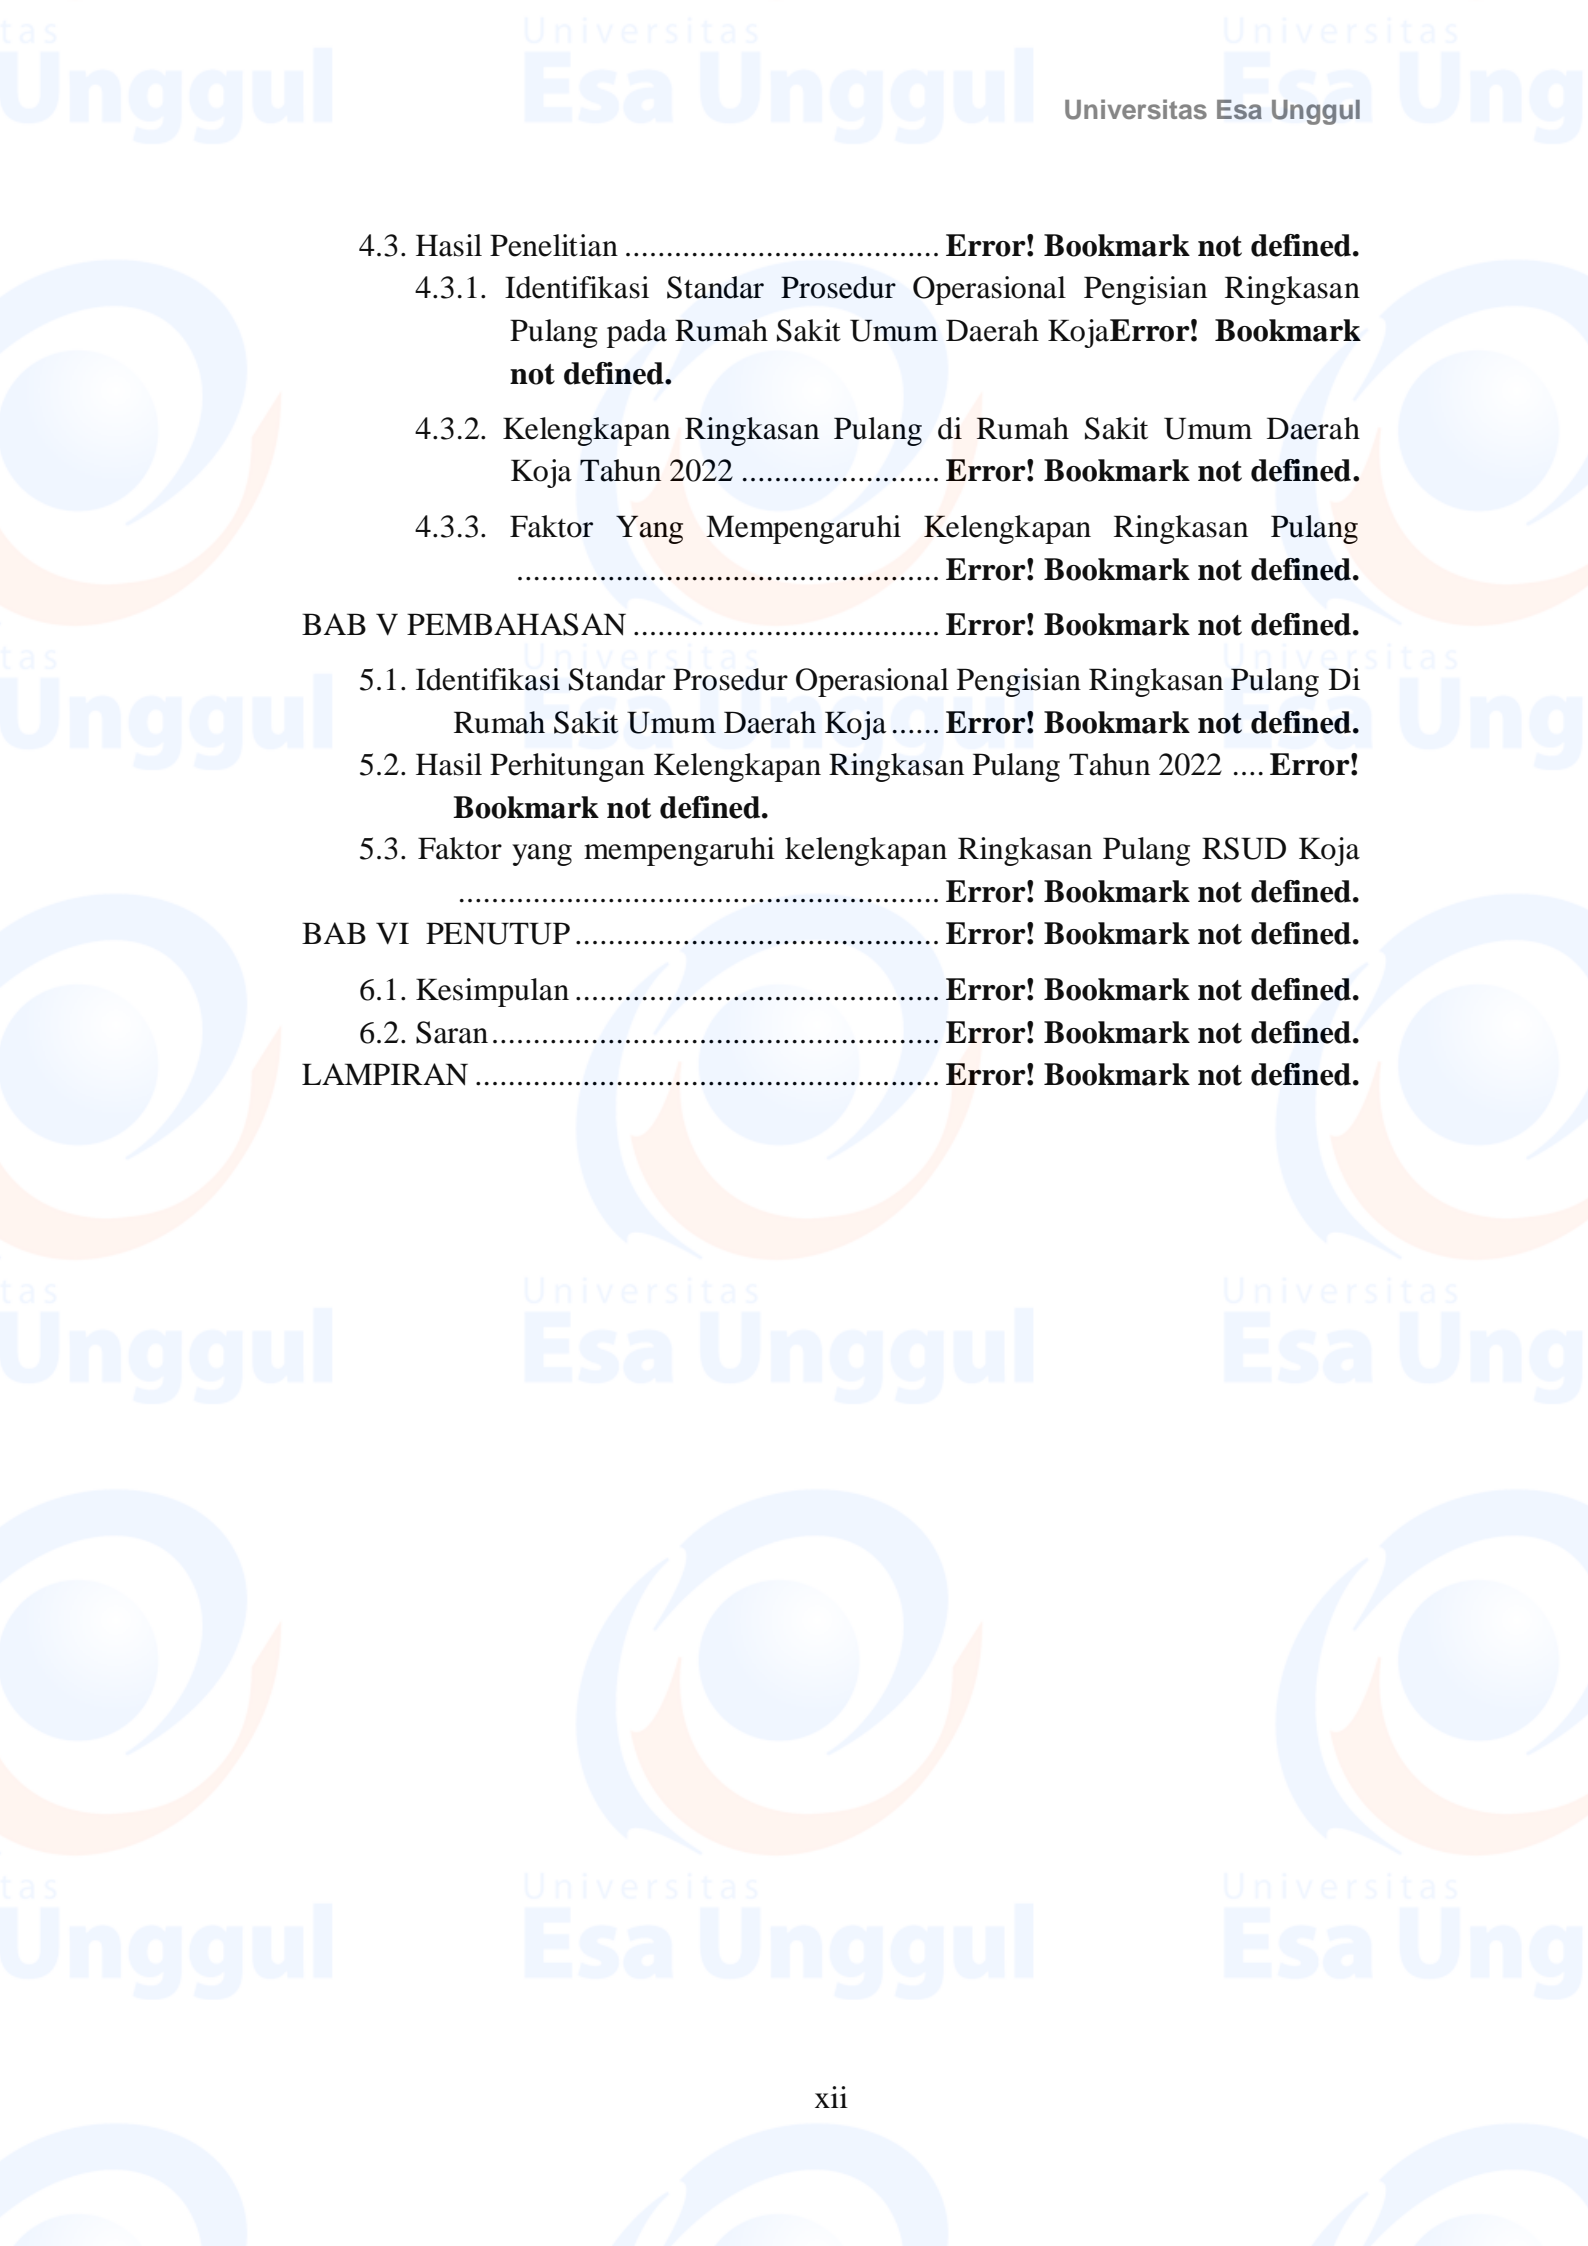 Universitas Esa Unggul
4.3. Hasil Penelitian ...................................... Error! Bookmark not defined.
4.3.1. Identifikasi Standar Prosedur Operasional Pengisian Ringkasan
Pulang pada Rumah Sakit Umum Daerah KojaError! Bookmark
not defined.
4.3.2. Kelengkapan Ringkasan Pulang di Rumah Sakit Umum Daerah
Koja Tahun 2022 ........................ Error! Bookmark not defined.
4.3.3. Faktor Yang Mempengaruhi Kelengkapan Ringkasan Pulang
................................................... Error! Bookmark not defined.
BAB V PEMBAHASAN ..................................... Error! Bookmark not defined.
5.1. Identifikasi Standar Prosedur Operasional Pengisian Ringkasan Pulang Di
Rumah Sakit Umum Daerah Koja ...... Error! Bookmark not defined.
5.2. Hasil Perhitungan Kelengkapan Ringkasan Pulang Tahun 2022 .... Error!
Bookmark not defined.
5.3. Faktor yang mempengaruhi kelengkapan Ringkasan Pulang RSUD Koja
.......................................................... Error! Bookmark not defined.
BAB VI PENUTUP ............................................ Error! Bookmark not defined.
6.1. Kesimpulan ............................................ Error! Bookmark not defined.
6.2. Saran ...................................................... Error! Bookmark not defined.
LAMPIRAN ........................................................ Error! Bookmark not defined.
xii